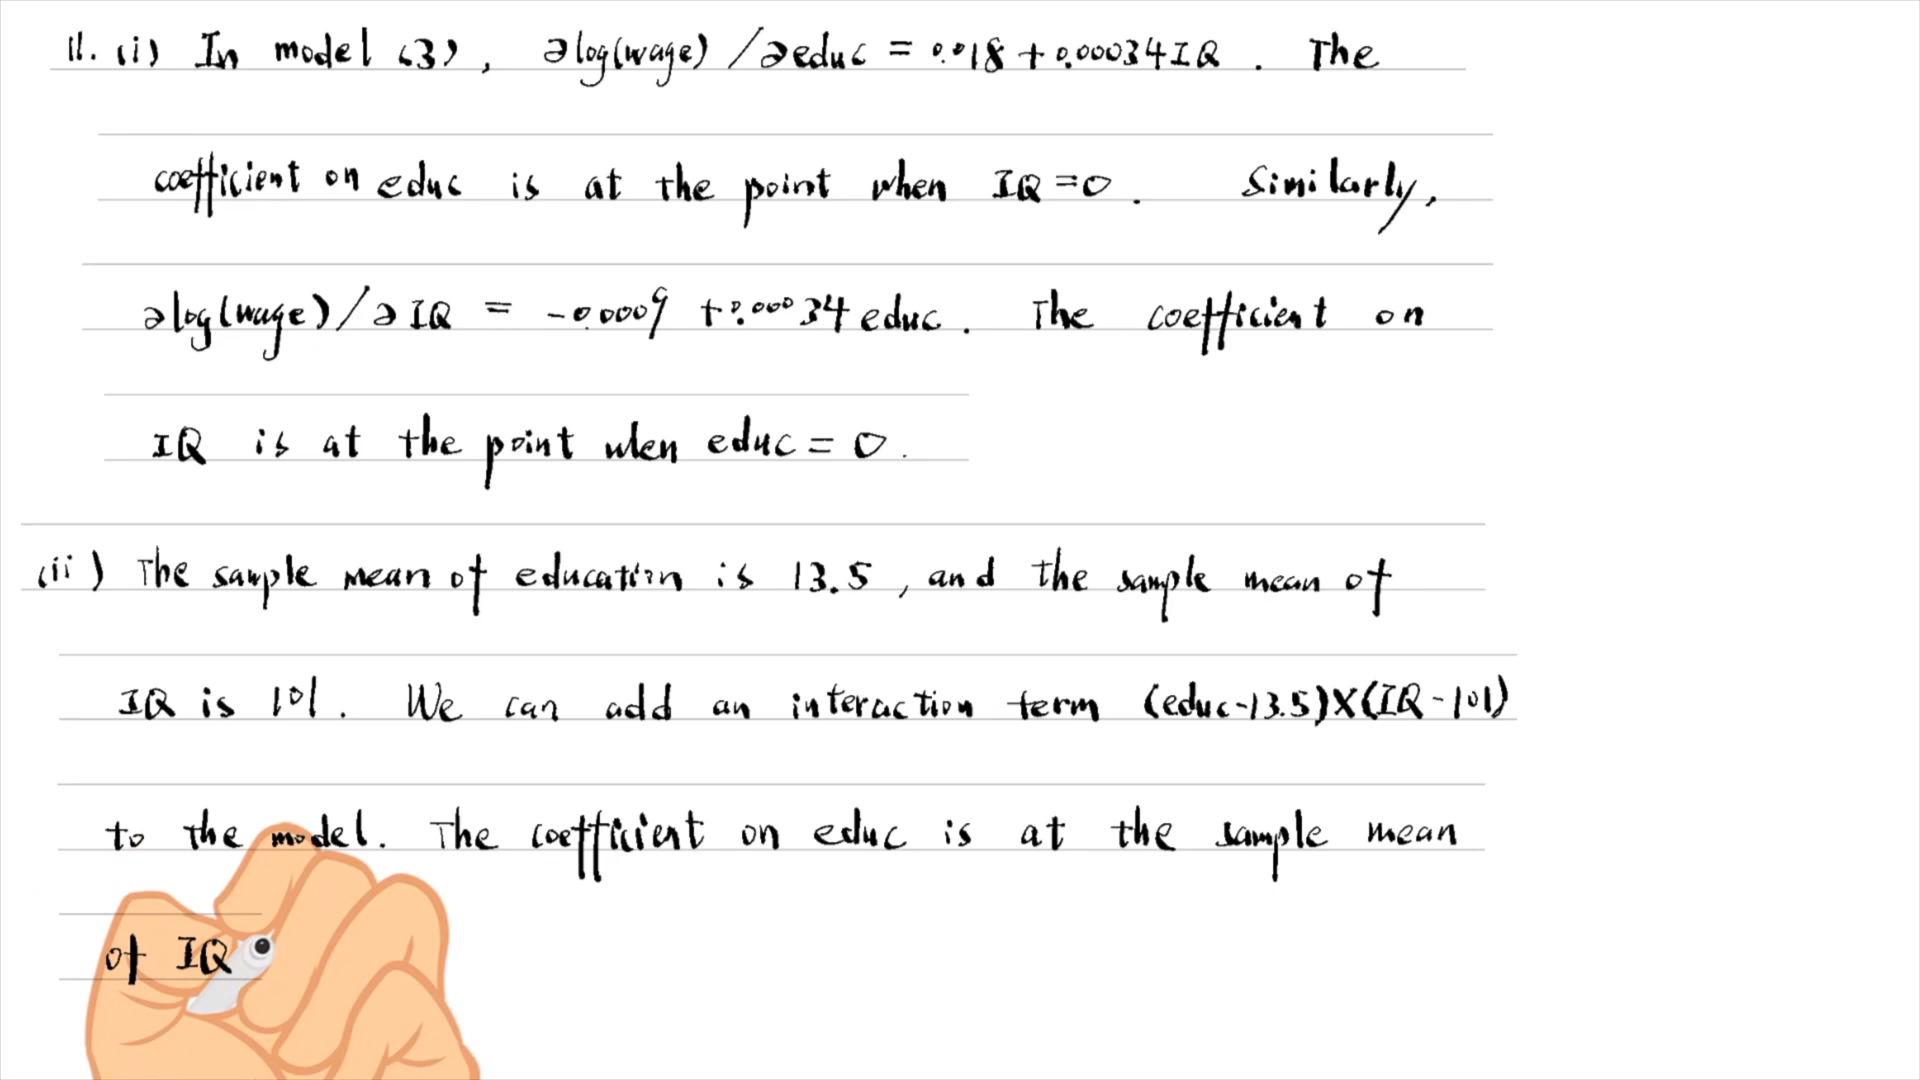 11. (i) In model (3), ∂log(wage)/∂educ = 0.018 + 0.00034IQ. The
coefficient on educ is at the point when IQ=0. Similarly,
∂log(wage)/∂IQ = -0.0009 + 0.00034 educ. The coefficient on
IQ is at the point when educ = 0.
(ii) The sample mean of education is 13.5, and the sample mean of
IQ is 101. We can add an interaction term (educ-13.5)X(IQ-101)
to the model. The coefficient on educ is at the sample mean
of IQ